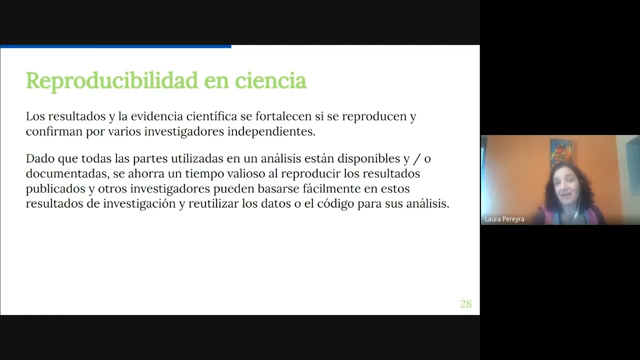 Reproducibilidad en ciencia
Los resultados y la evidencia científica se fortalecen si se reproducen y
confirman por varios investigadores independientes.
Dado que todas las partes utilizadas en un análisis están disponibles y / o
documentadas, se ahorra un tiempo valioso al reproducir los resultados
publicados y otros investigadores pueden basarse fácilmente en estos
resultados de investigación y reutilizar los datos o el código para sus análisis.
28
Laura Pereyra